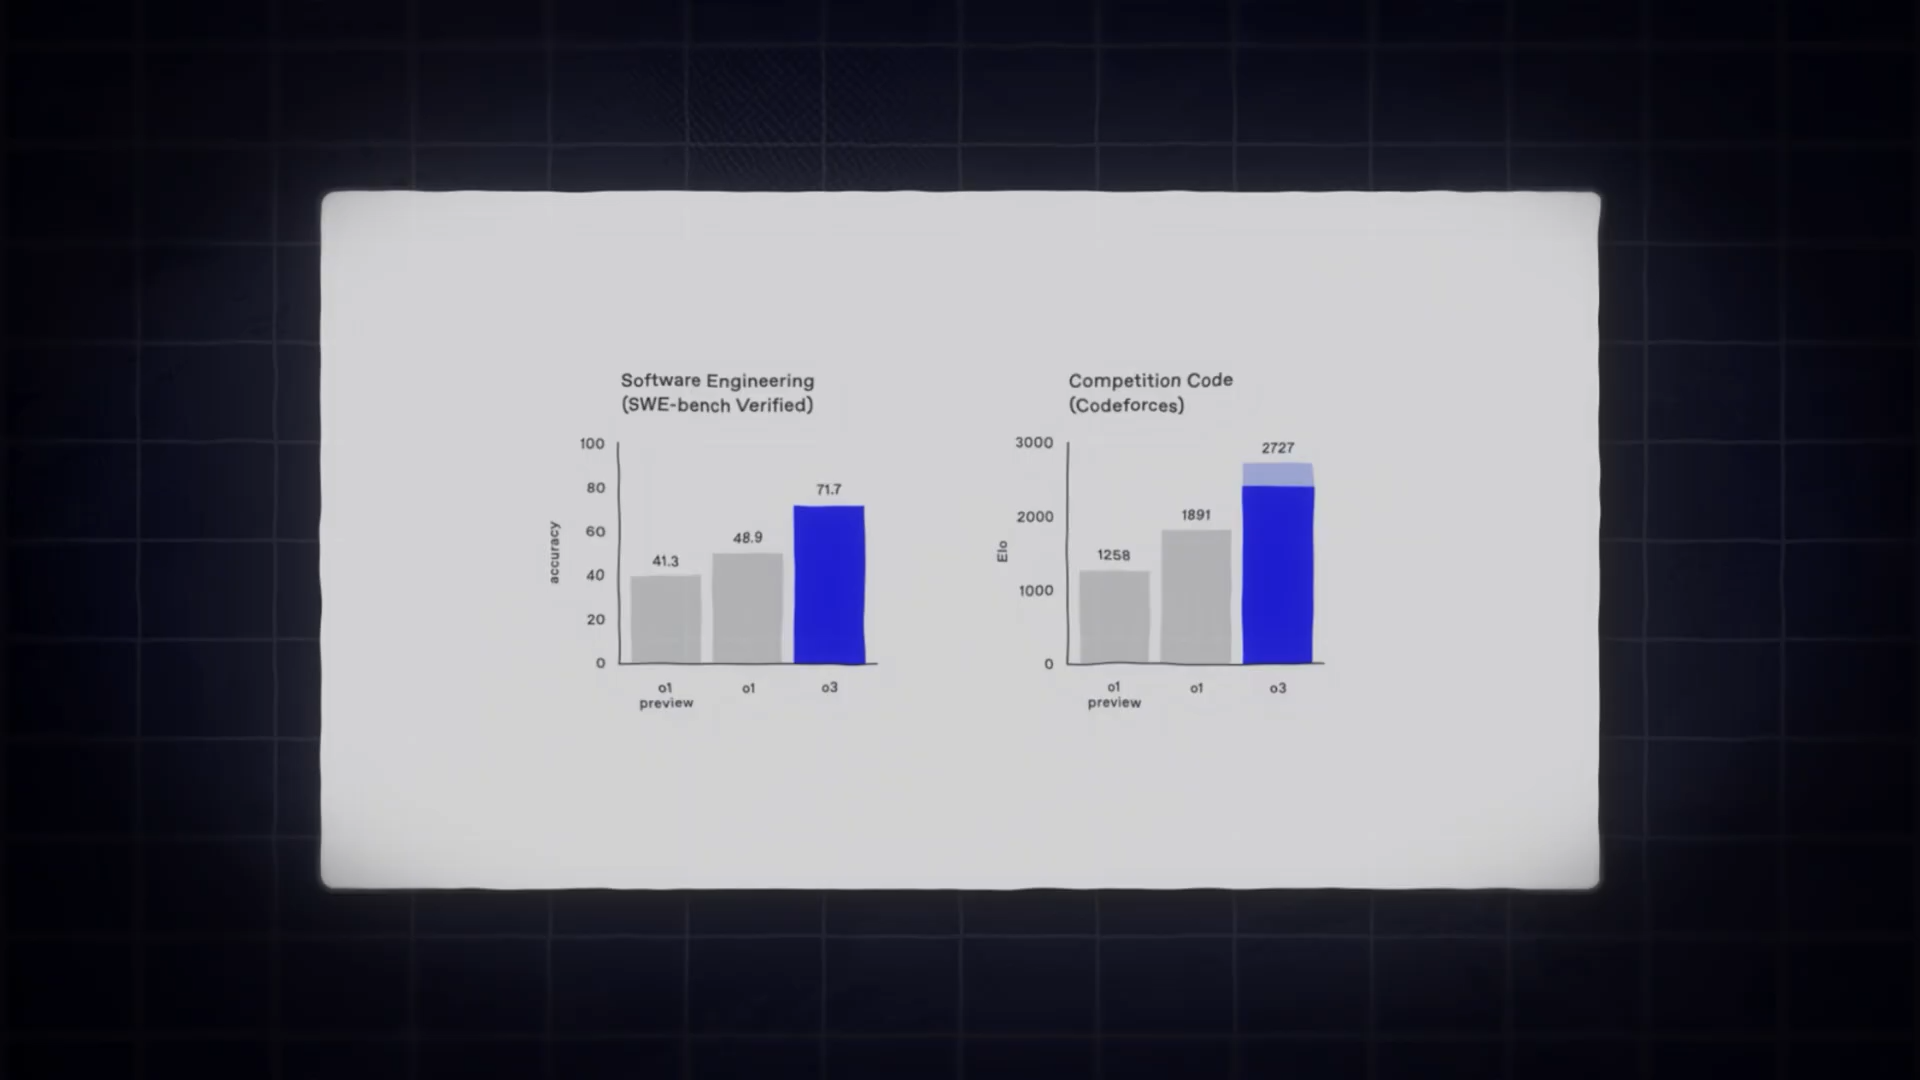 Software Engineering
(SWE-bench Verified)
accuracy
100
80
60
40
20
0
41.3
48.9
71.7
o1
preview
o1
o3
Competition Code
(Codeforces)
Elo
3000
2000
1000
0
1258
1891
2727
o1
preview
o1
o3